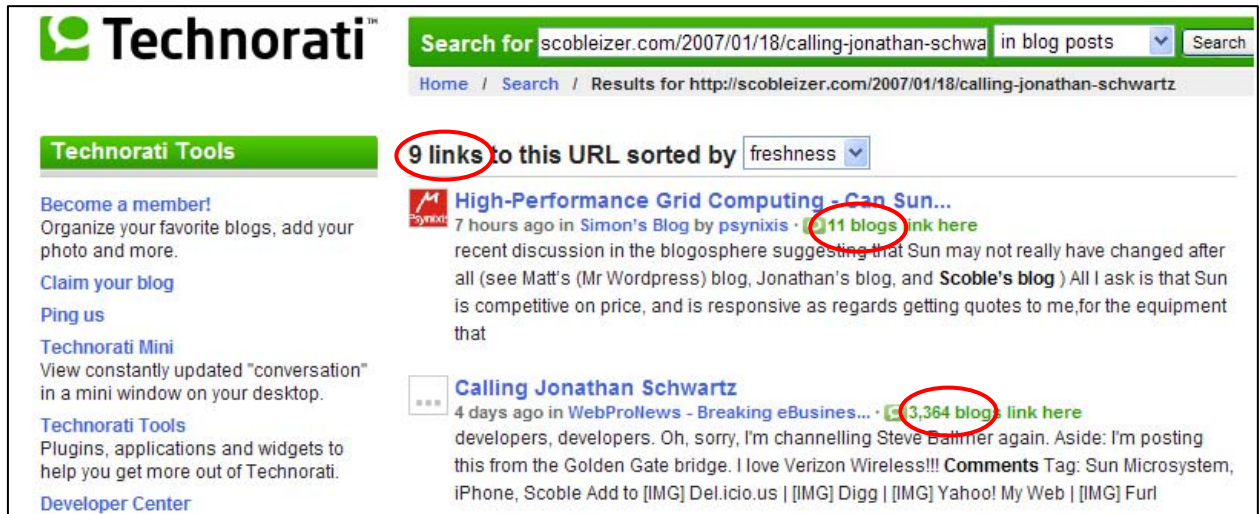 Technorati™
Search for scobleizer.com/2007/01/18/calling-jonathan-schwa in blog posts Search
Home / Search / Results for http://scobleizer.com/2007/01/18/calling-jonathan-schwartz
Technorati Tools
Become a member!
Organize your favorite blogs, add your
photo and more.
Claim your blog
Ping us
Technorati Mini
View constantly updated "conversation"
in a mini window on your desktop.
Technorati Tools
Plugins, applications and widgets to
help you get more out of Technorati.
Developer Center
9 links to this URL sorted by freshness
Psynixis
High-Performance Grid Computing - Can Sun...
7 hours ago in Simon's Blog by psynixis · 11 blogs link here
recent discussion in the blogosphere suggesting that Sun may not really have changed after
all (see Matt's (Mr Wordpress) blog, Jonathan's blog, and Scoble's blog ) All I ask is that Sun
is competitive on price, and is responsive as regards getting quotes to me,for the equipment
that
Calling Jonathan Schwartz
4 days ago in WebProNews - Breaking eBusines... · 3,364 blogs link here
developers, developers. Oh, sorry, I'm channelling Steve Ballmer again. Aside: I'm posting
this from the Golden Gate bridge. I love Verizon Wireless!!! Comments Tag: Sun Microsystem,
iPhone, Scoble Add to [IMG] Del.icio.us | [IMG] Digg | [IMG] Yahoo! My Web | [IMG] Furl